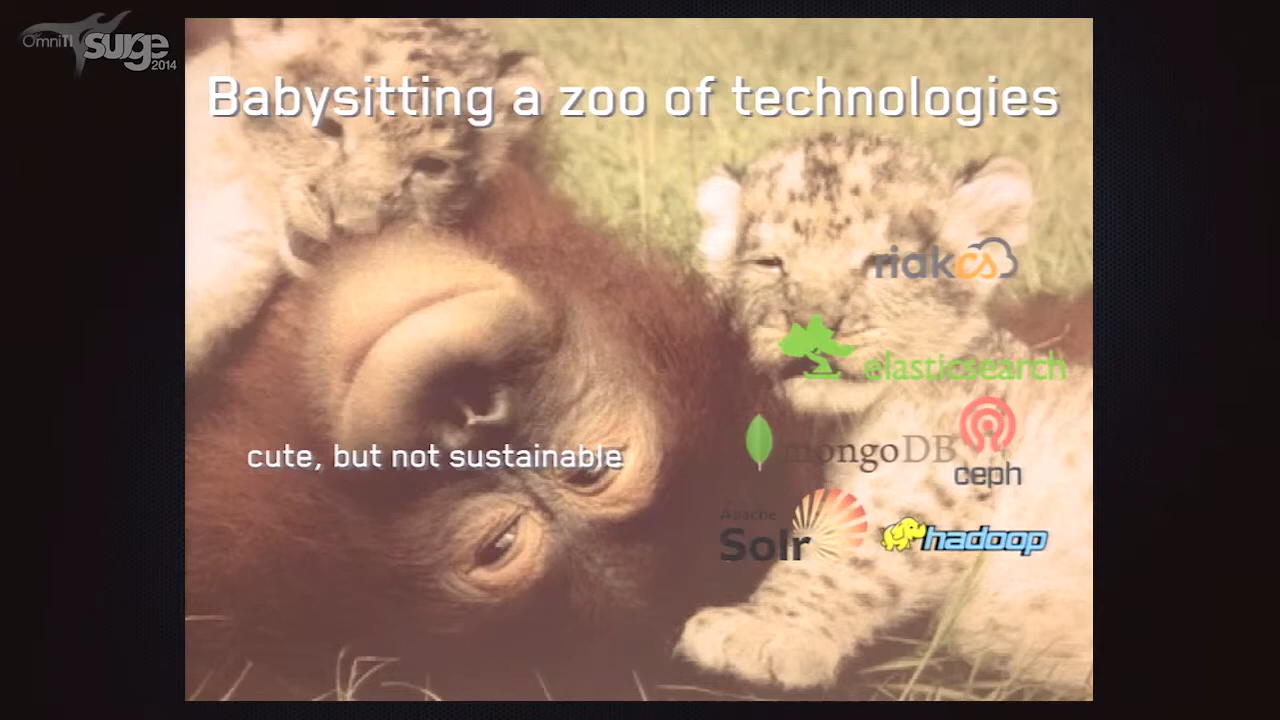 OmniTI surge 2014
Babysitting a zoo of technologies
riakcs
elasticsearch
cute, but not sustainable
mongoDB
ceph
Apache
Solr
hadoop